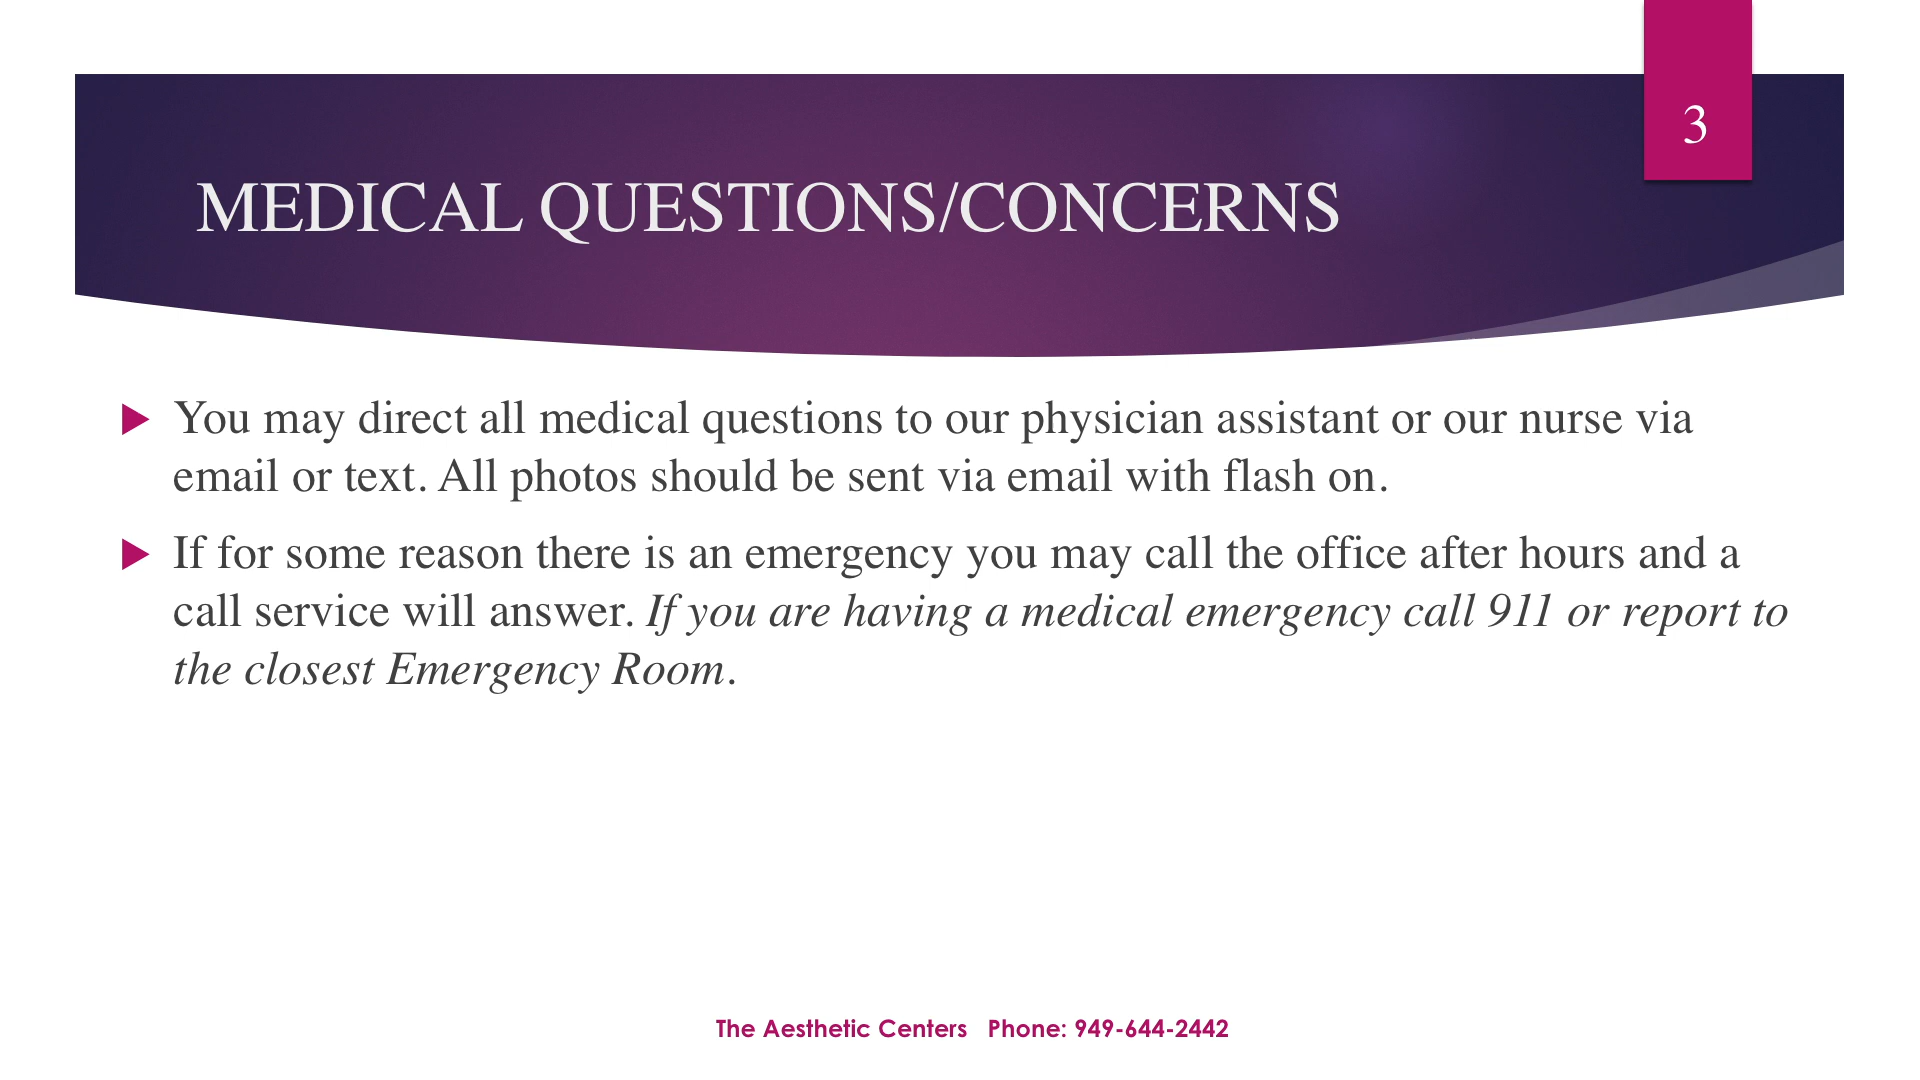 3
MEDICAL QUESTIONS/CONCERNS
You may direct all medical questions to our physician assistant or our nurse via
email or text. All photos should be sent via email with flash on.
If for some reason there is an emergency you may call the office after hours and a
call service will answer. If you are having a medical emergency call 911 or report to
the closest Emergency Room.
The Aesthetic Centers Phone: 949-644-2442